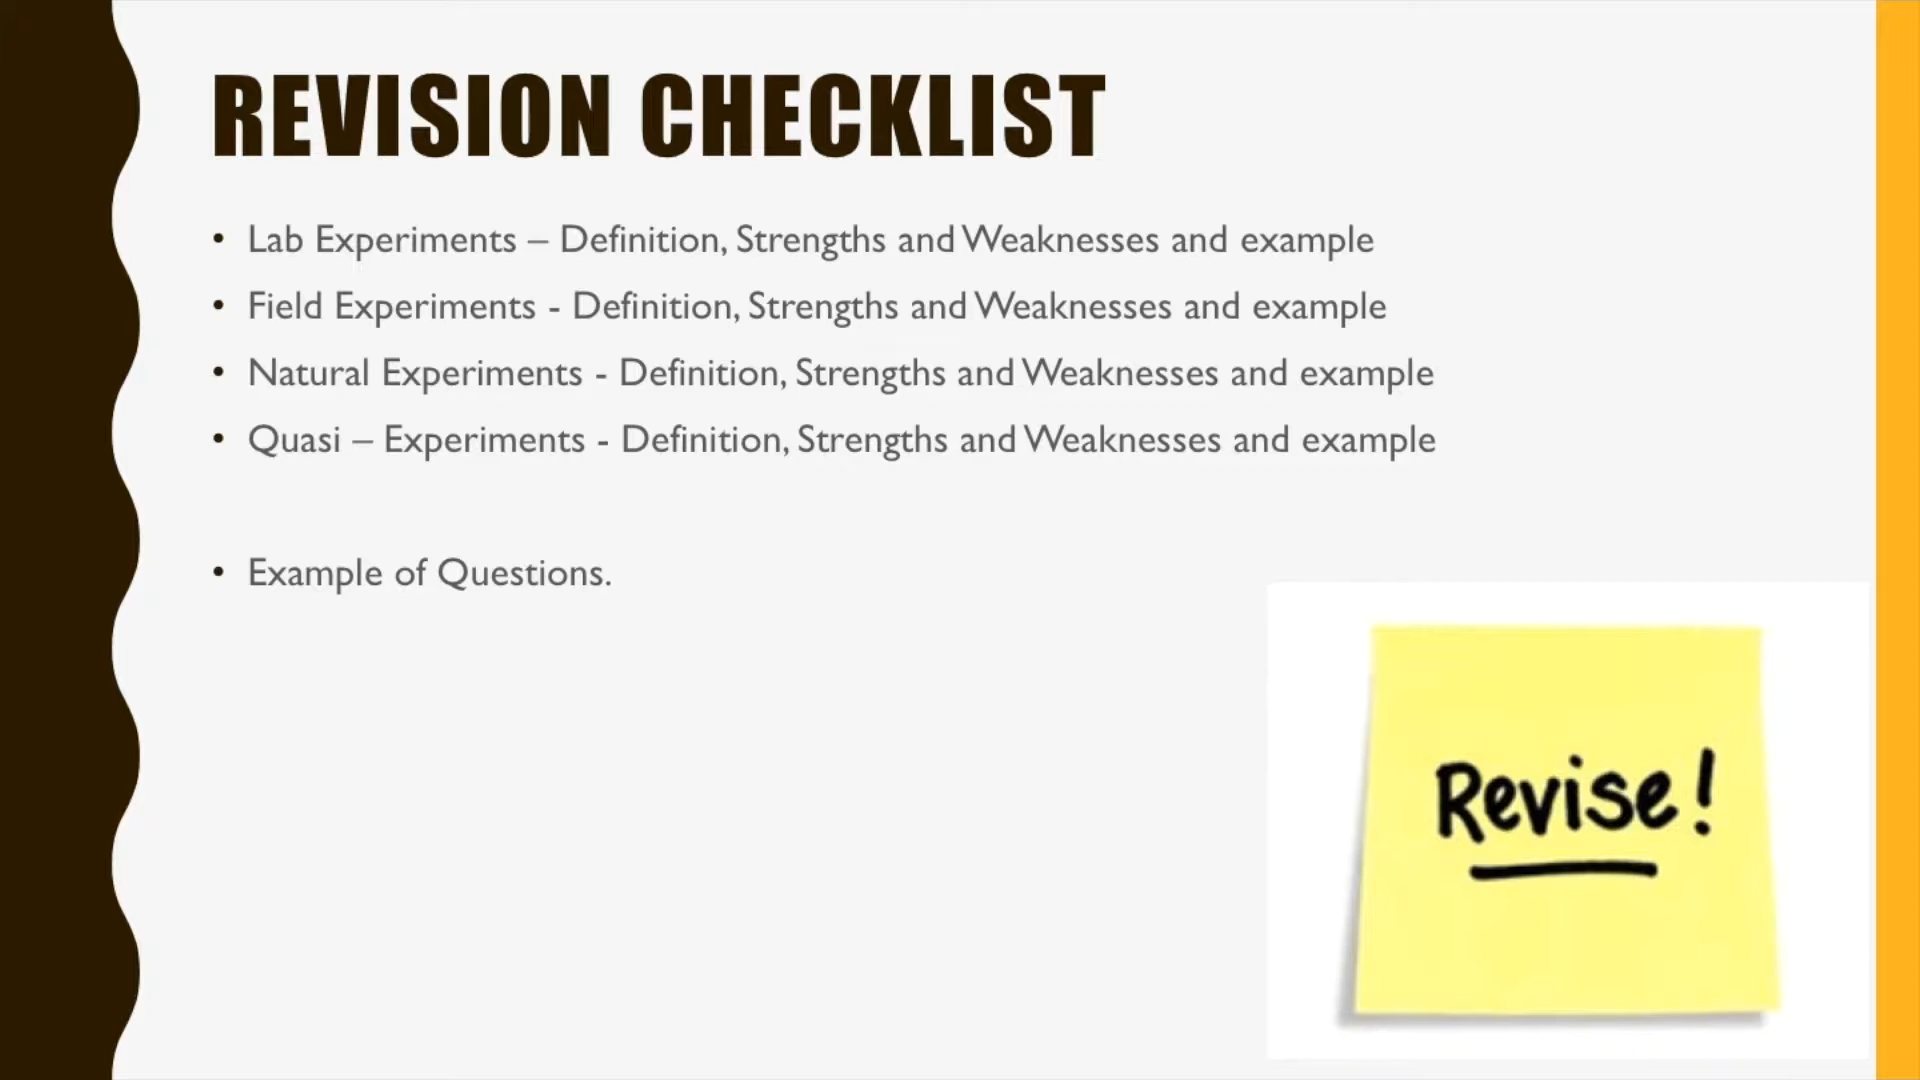 REVISION CHECKLIST
• Lab Experiments – Definition, Strengths and Weaknesses and example
• Field Experiments - Definition, Strengths and Weaknesses and example
• Natural Experiments - Definition, Strengths and Weaknesses and example
• Quasi – Experiments - Definition, Strengths and Weaknesses and example
• Example of Questions.
Revise!